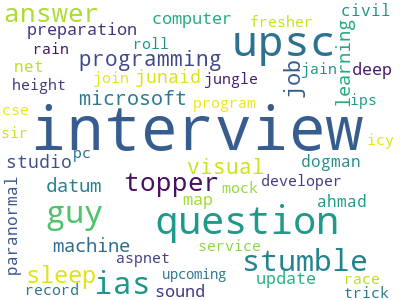 answer computer civil
preparation roll fresher
rain upsc
net programming job learning jain deep
height join junaid jungle
cse microsoft program ips
sir interview icy
studio pc visual dogman
paranormal datum topper mock developer
map ahmad
guy question service
machine aspnet stumble
sleep ias upcoming update race
record sound trick